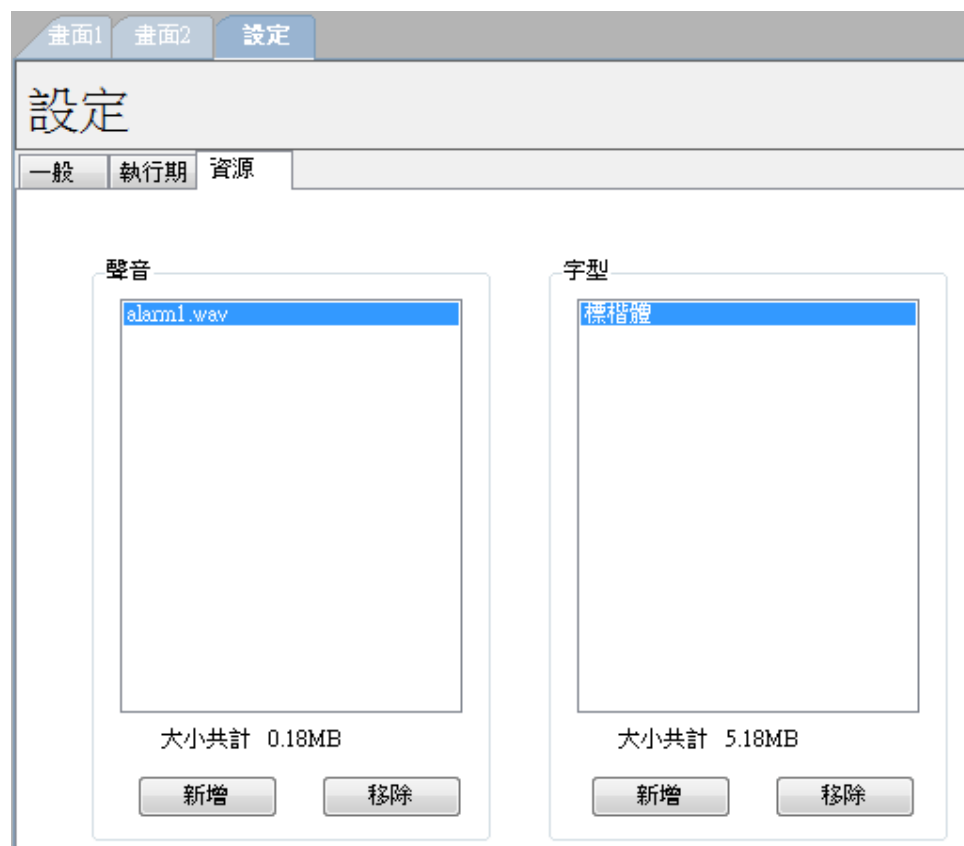 畫面1 畫面2 設定
設定
一般 執行期 資源
聲音 字型
alarm1.wav 標楷體
大小共計 0.18MB 大小共計 5.18MB
新增 移除 新增 移除